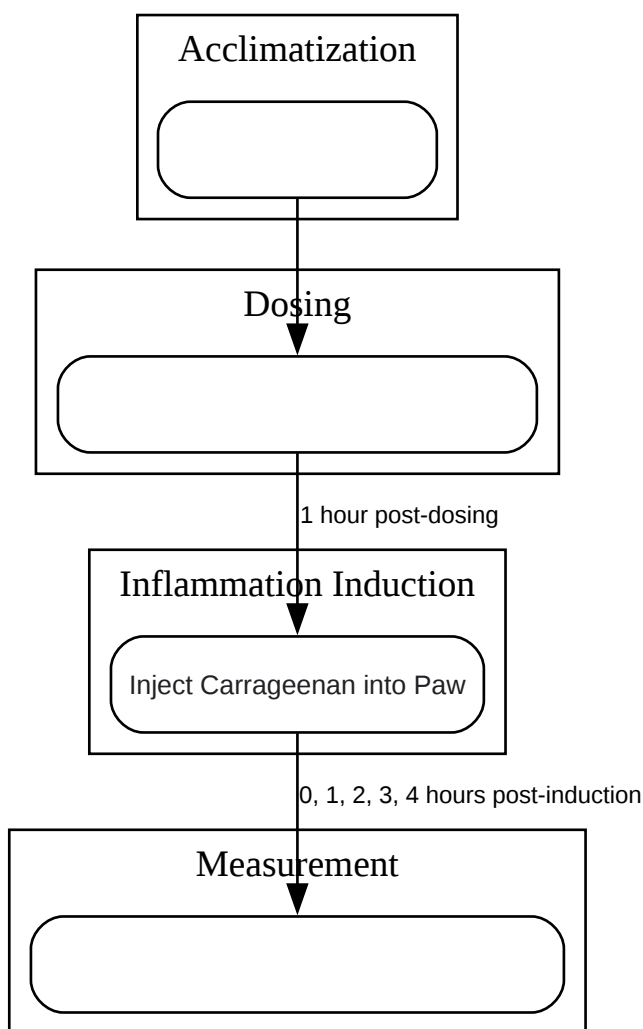 Acclimatization
Dosing
1 hour post-dosing
Inflammation Induction
Inject Carrageenan into Paw
0, 1, 2, 3, 4 hours post-induction
Measurement